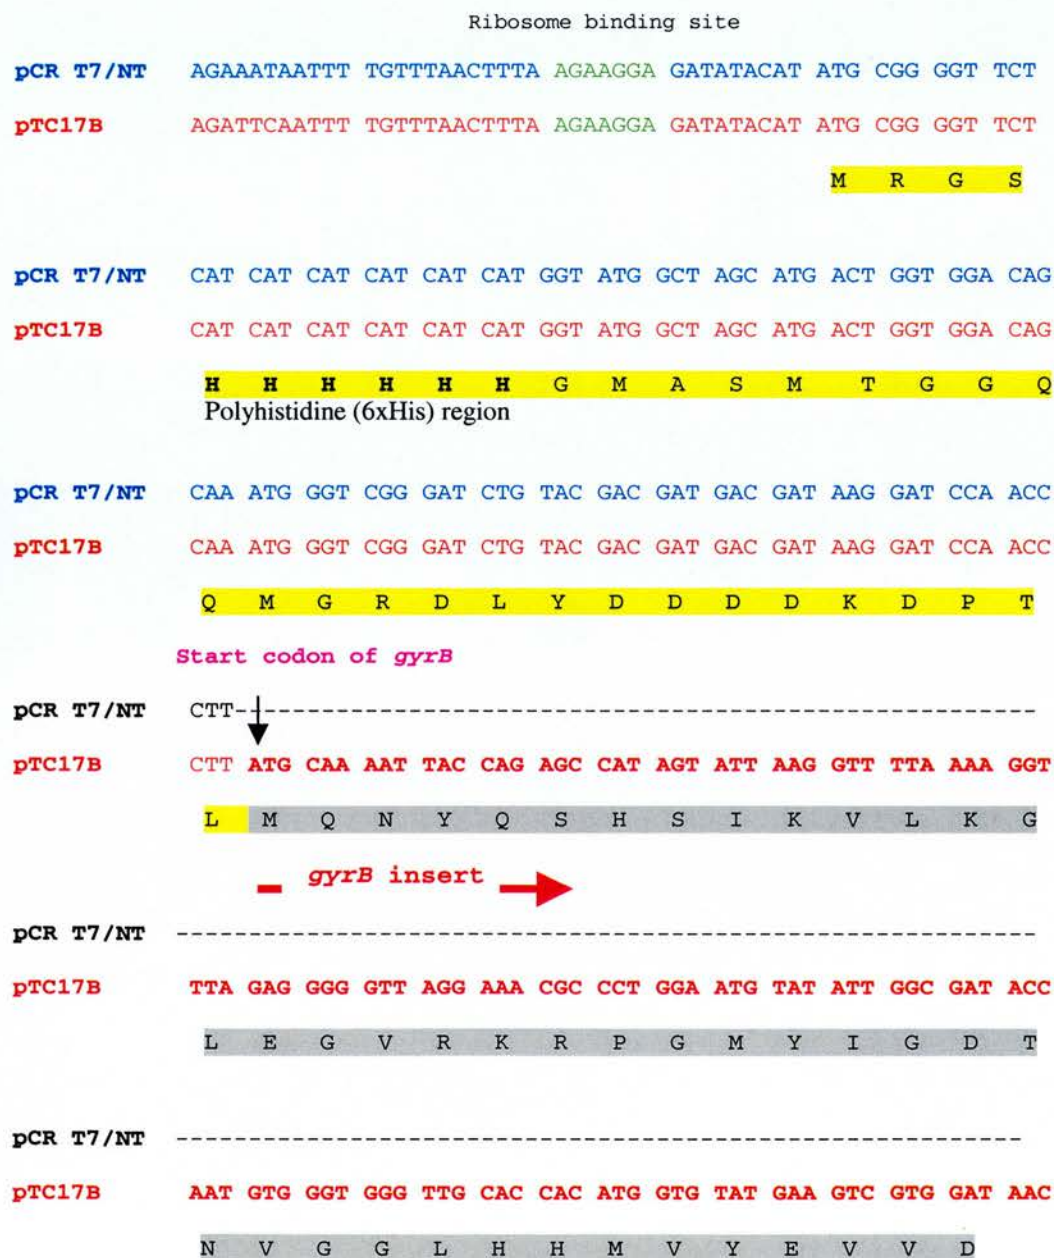 Ribosome binding site
pCR T7/NT AGAAATAATTT TGTTTAACTTTA AGAAGGA GATATACAT ATG CGG GGT TCT
pTC17B AGATTCAATTT TGTTTAACTTTA AGAAGGA GATATACAT ATG CGG GGT TCT
M R G S
pCR T7/NT CAT CAT CAT CAT CAT CAT GGT ATG GCT AGC ATG ACT GGT GGA CAG
pTC17B CAT CAT CAT CAT CAT CAT GGT ATG GCT AGC ATG ACT GGT GGA CAG
H H H H H H G M A S M T G G Q
Polyhistidine (6xHis) region
pCR T7/NT CAA ATG GGT CGG GAT CTG TAC GAC GAT GAC GAT AAG GAT CCA ACC
pTC17B CAA ATG GGT CGG GAT CTG TAC GAC GAT GAC GAT AAG GAT CCA ACC
Q M G R D L Y D D D D K D P T
Start codon of gyrB
pCR T7/NT CTT-------------------------------------------------------
pTC17B CTT ATG CAA AAT TAC CAG AGC CAT AGT ATT AAG GTT TTA AAA GGT
L M Q N Y Q S H S I K V L K G
gyrB insert
pCR T7/NT -----------------------------------------------------------
pTC17B TTA GAG GGG GTT AGG AAA CGC CCT GGA ATG TAT ATT GGC GAT ACC
L E G V R K R P G M Y I G D T
pCR T7/NT ----------------------------------------------------------
pTC17B AAT GTG GGT GGG TTG CAC CAC ATG GTG TAT GAA GTC GTG GAT AAC
N V G G L H H M V Y E V V D